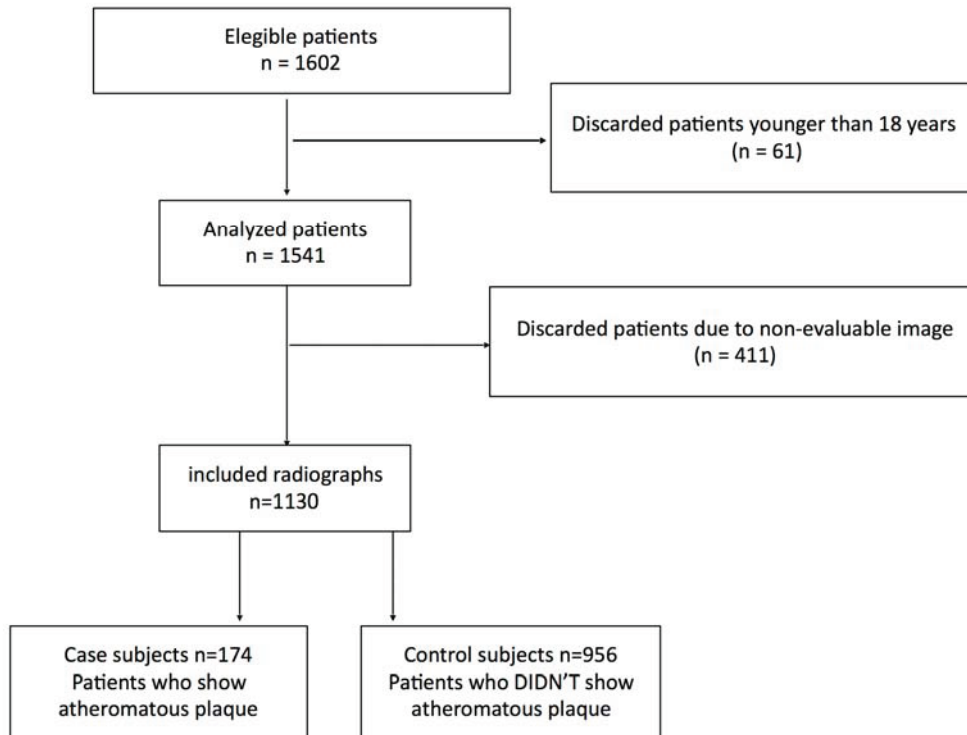 Elegible patients
n = 1602
Discarded patients younger than 18 years
(n = 61)
Analyzed patients
n = 1541
Discarded patients due to non-evaluable image
(n = 411)
included radiographs
n=1130
Case subjects n=174
Patients who show
atheromatous plaque
Control subjects n=956
Patients who DIDN'T show
atheromatous plaque